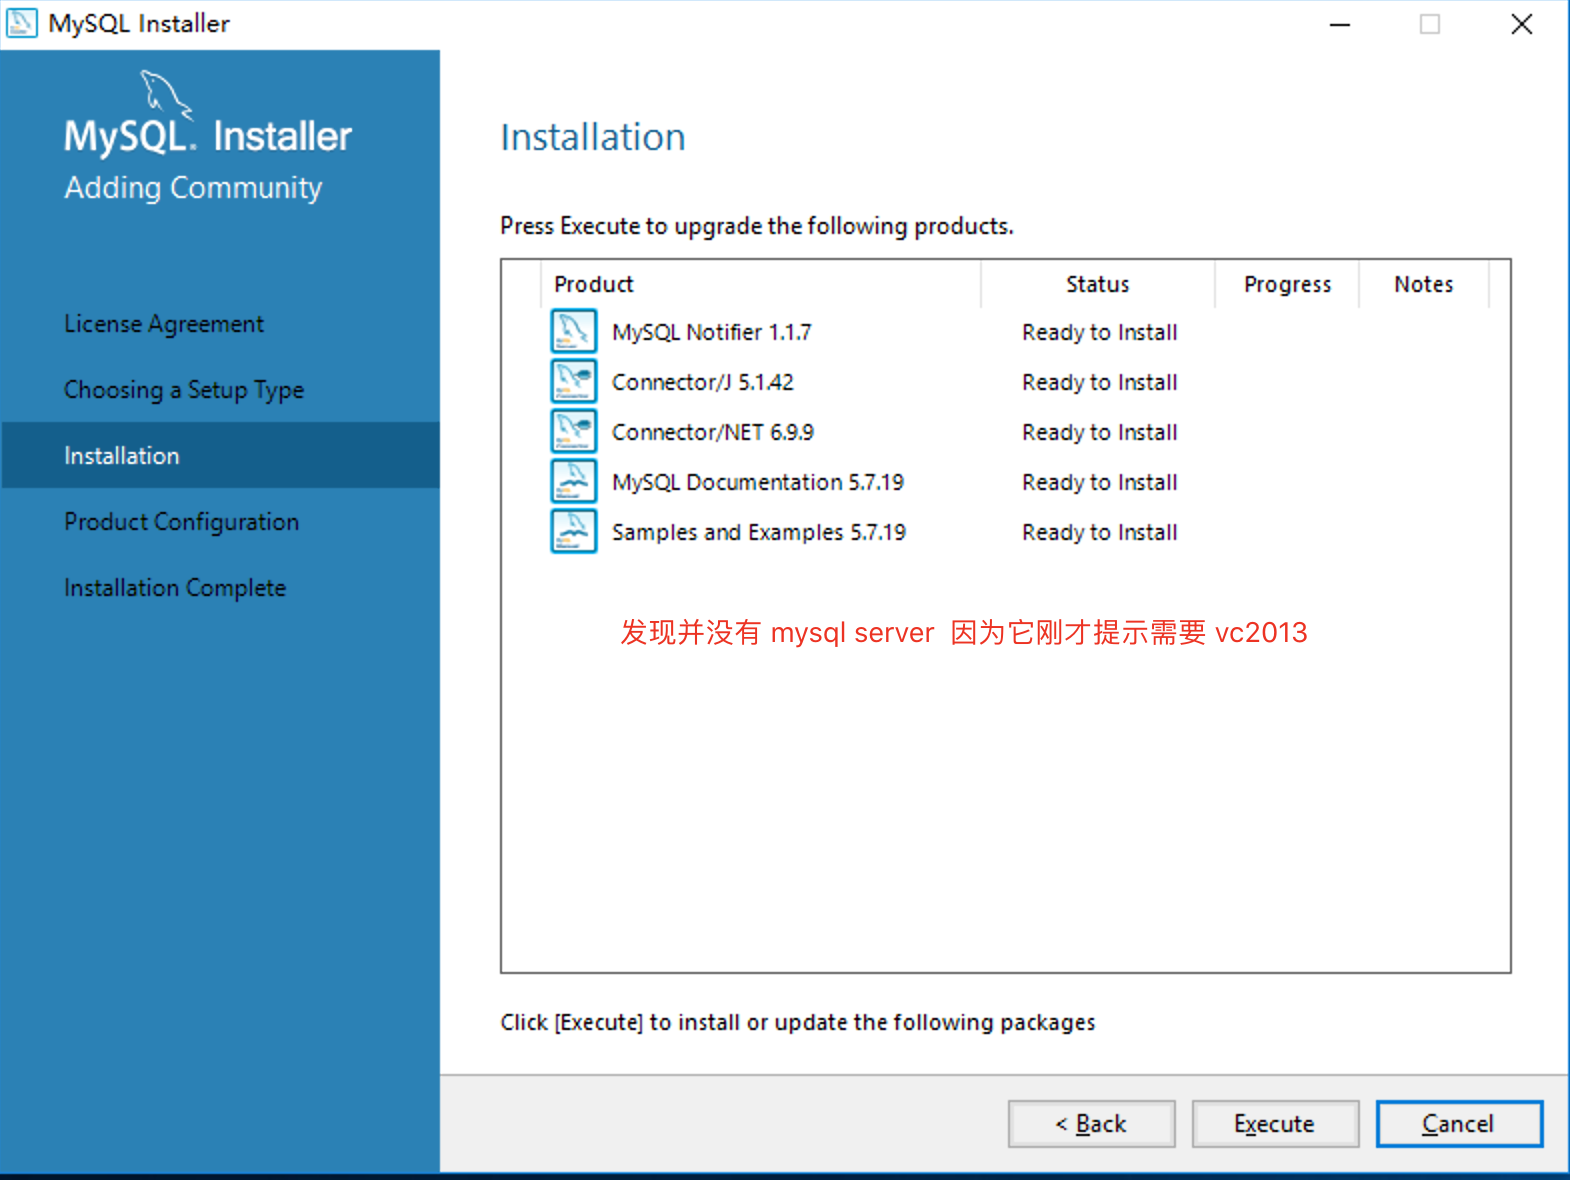 MySQL Installer
MySQL. Installer
Adding Community
License Agreement
Choosing a Setup Type
Installation
Product Configuration
Installation Complete
Installation
Press Execute to upgrade the following products.
Product Status Progress Notes
MySQL Notifier 1.1.7 Ready to Install
Connector/J 5.1.42 Ready to Install
Connector/NET 6.9.9 Ready to Install
MySQL Documentation 5.7.19 Ready to Install
Samples and Examples 5.7.19 Ready to Install
发现并没有 mysql server 因为它刚才提示需要 vc2013
Click [Execute] to install or update the following packages
< Back Execute Cancel